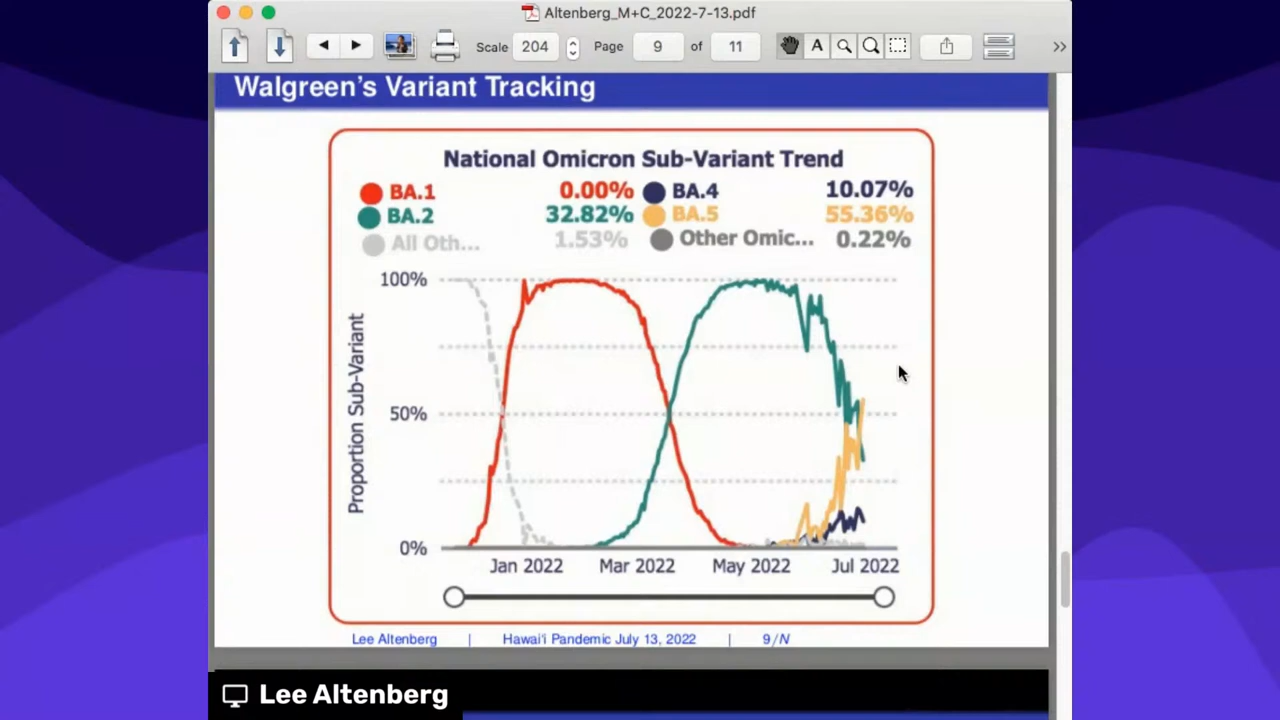 Altenberg_M+C_2022-7-13.pdf
Scale 204 Page 9 of 11
Walgreen's Variant Tracking
National Omicron Sub-Variant Trend
BA.1 0.00% BA.4 10.07%
BA.2 32.82% BA.5 55.36%
All Oth... 1.53% Other Omic... 0.22%
100%
50%
0%
Proportion Sub-Variant
Jan 2022 Mar 2022 May 2022 Jul 2022
Lee Altenberg | Hawai'i Pandemic July 13, 2022 | 9/N
Lee Altenberg